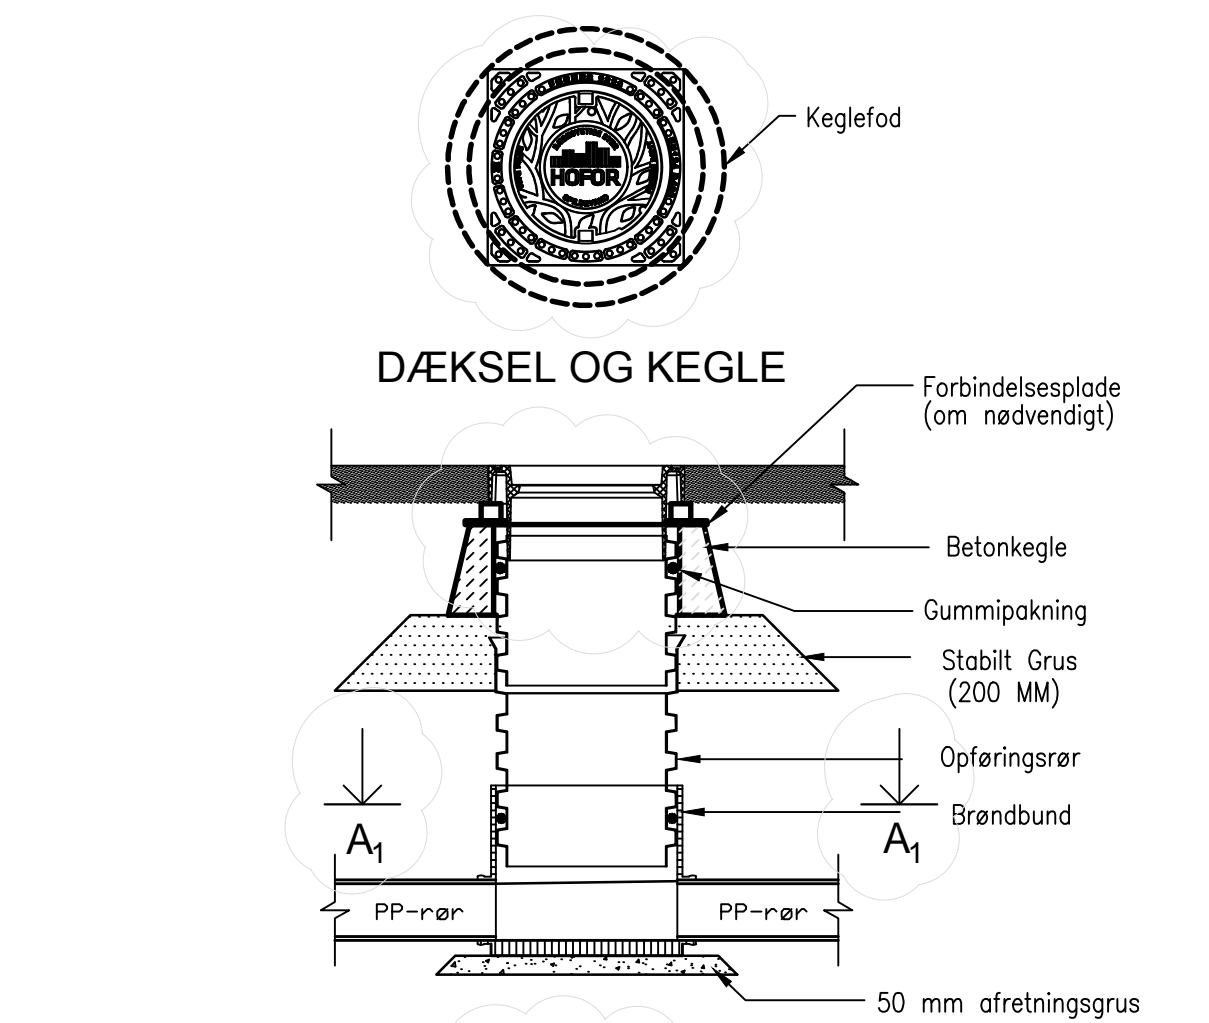 Keglefod
HOFOR
DÆKSEL OG KEGLE
Forbindelsesplade
(om nødvendigt)
Betonkegle
Gummipakning
Stabilt Grus
(200 MM)
Opføringsrør
Brøndbund
A1
A1
PP-rør
PP-rør
50 mm afretningsgrus